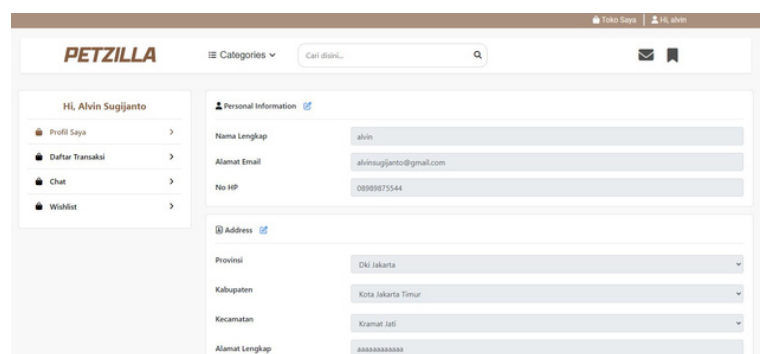 Toko Saya Hi, alvin
PETZILLA Categories Cari disini...
Hi, Alvin Sugijanto
Profil Saya
Daftar Transaksi
Chat
Wishlist
Personal Information
Nama Lengkap alvin
Alamat Email alvinsugijanto@gmail.com
No HP 08989875544
Address
Provinsi Dki Jakarta
Kabupaten Kota Jakarta Timur
Kecamatan Kramat Jati
Alamat Lengkap aaaaaaaaaaaa